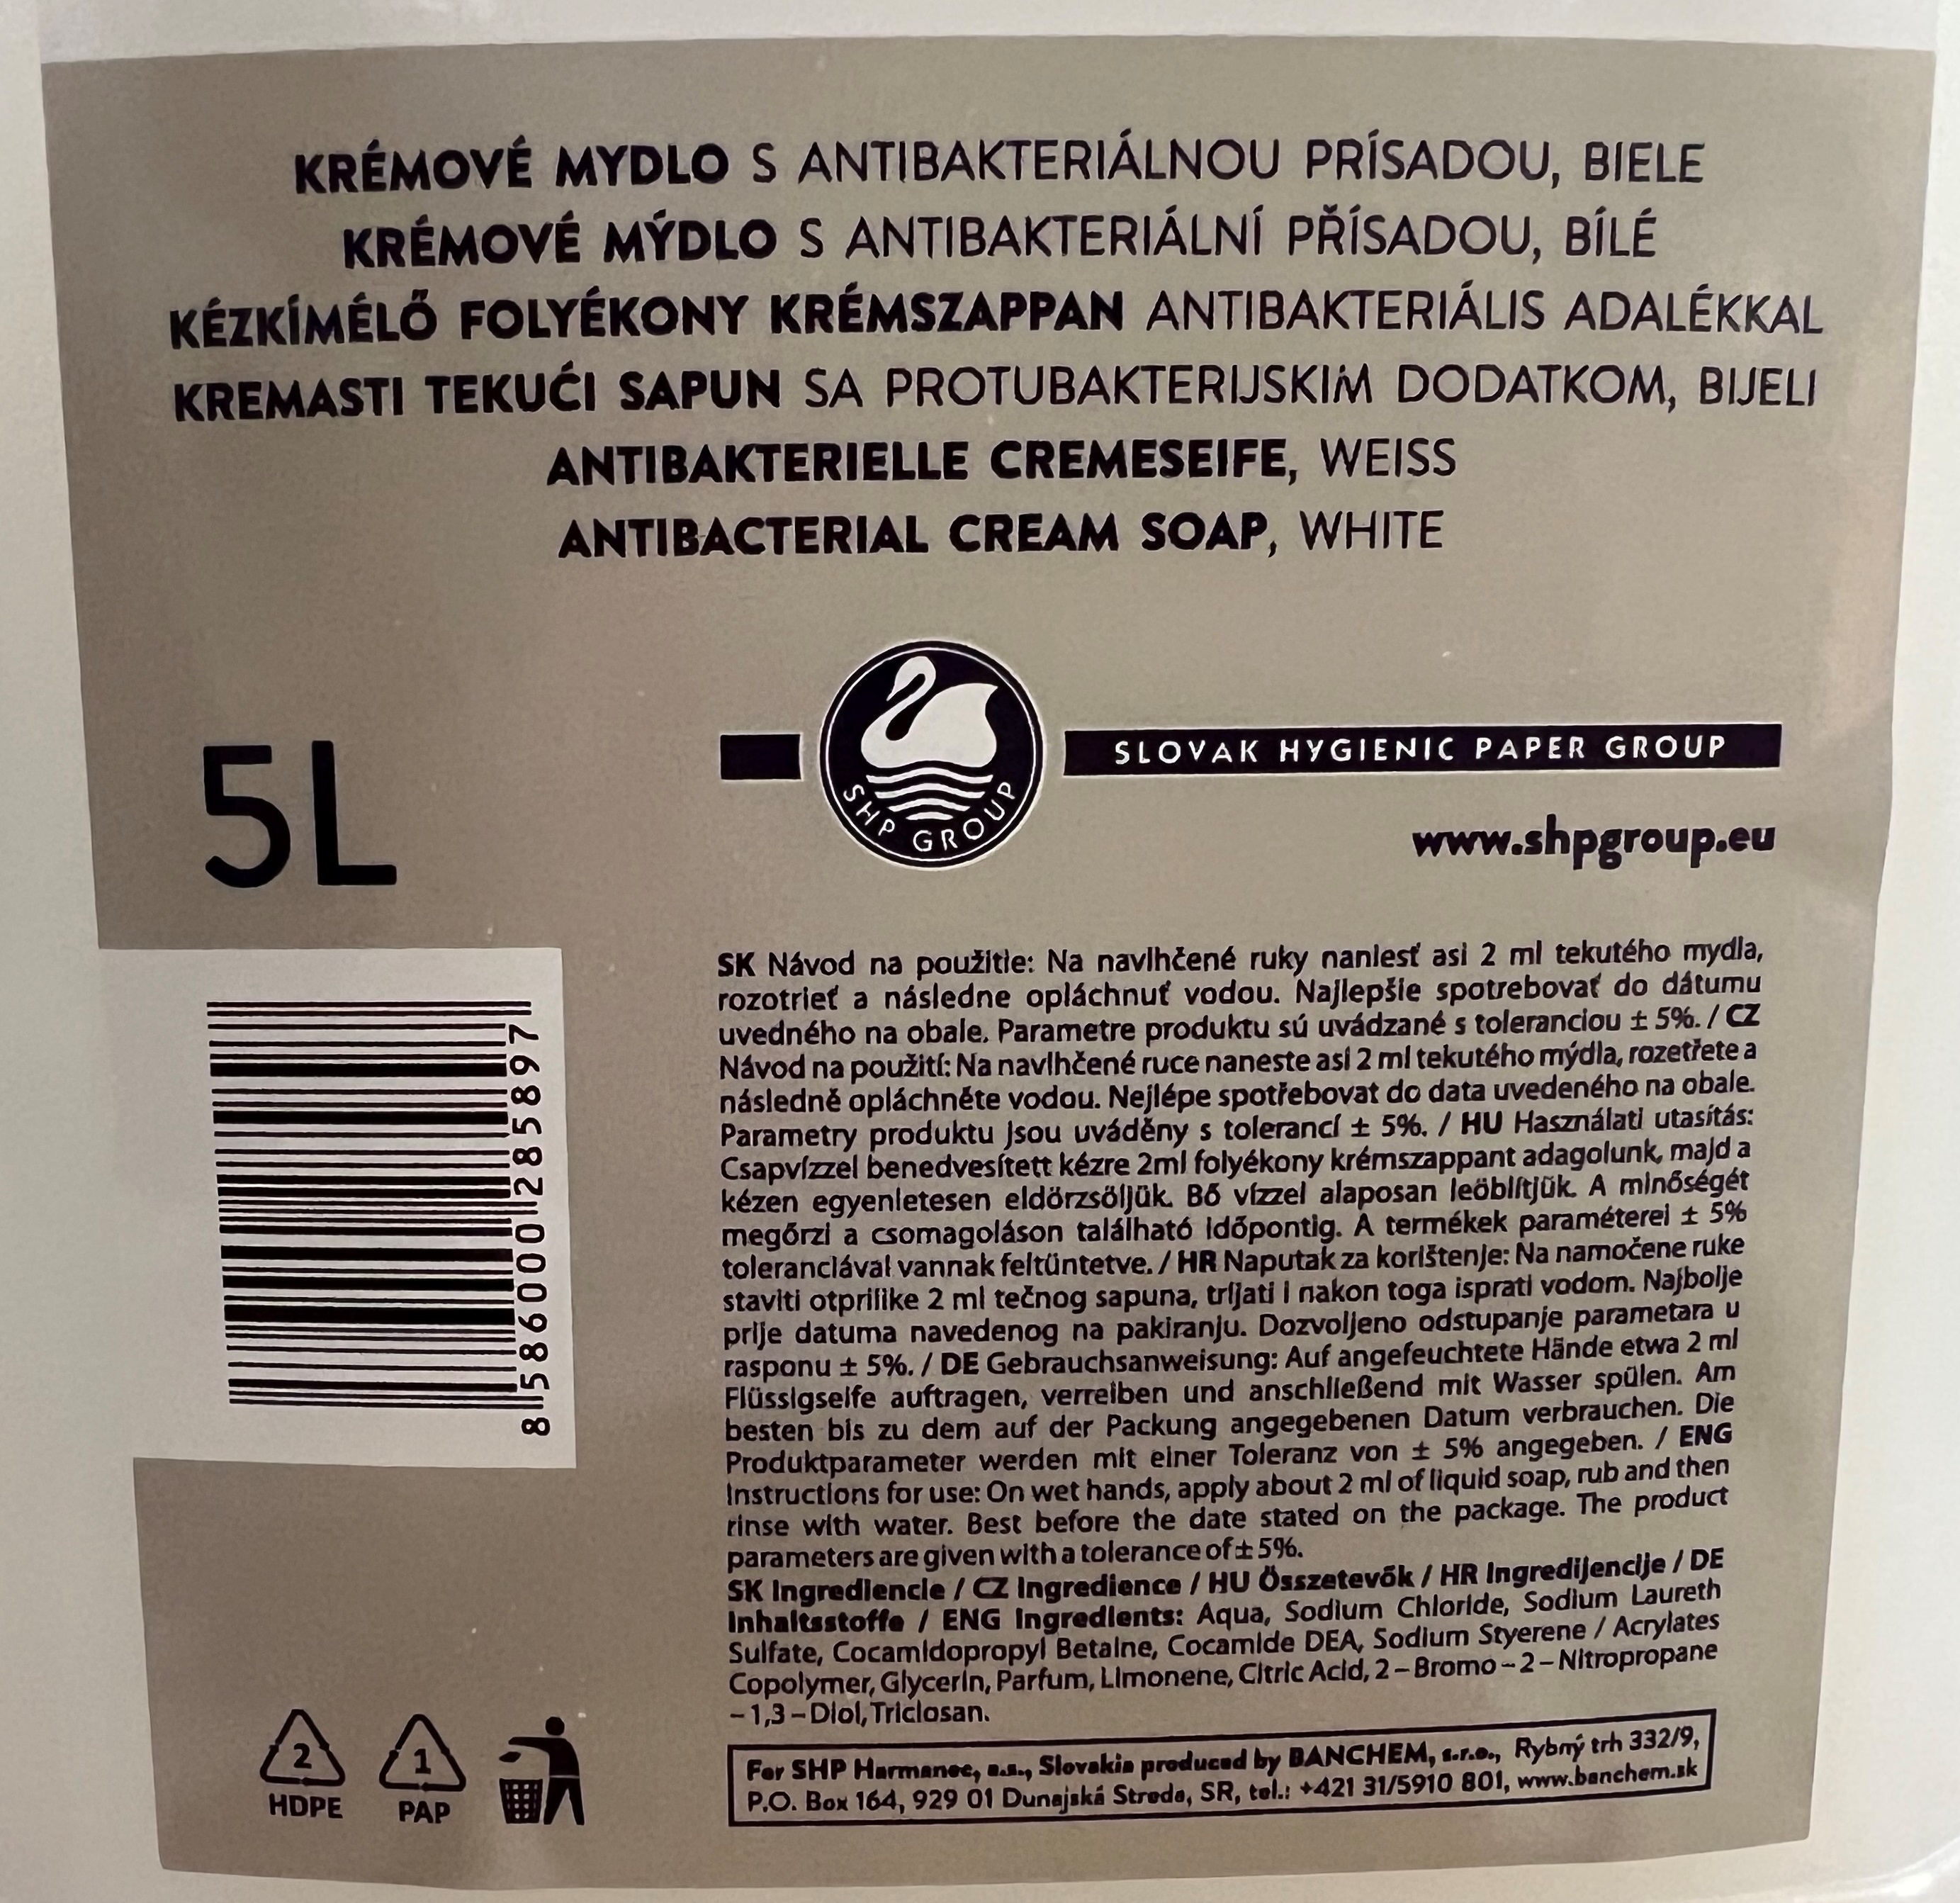 KRÉMOVÉ MYDLO S ANTIBAKTERIÁLNOU PRÍSADOU, BIELE
KRÉMOVÉ MÝDLO S ANTIBAKTERIÁLNÍ PŘÍSADOU, BÍLÉ
KÉZKÍMÉLŐ FOLYÉKONY KRÉMSZAPPAN ANTIBAKTERIÁLIS ADALÉKKAL
KREMASTI TEKUĆI SAPUN SA PROTUBAKTERIJSKIM DODATKOM, BIJELI
ANTIBAKTERIELLE CREMESEIFE, WEISS
ANTIBACTERIAL CREAM SOAP, WHITE
5L
SHP GROUP
SLOVAK HYGIENIC PAPER GROUP
www.shpgroup.eu
8 586000 285897
SK Návod na použitie: Na navlhčené ruky naniesť asi 2 ml tekutého mydla,
rozotrieť a následne opláchnuť vodou. Najlepšie spotrebovať do dátumu
uvedného na obale. Parametre produktu sú uvádzané s toleranciou ± 5%. / CZ
Návod na použití: Na navlhčené ruce naneste asi 2 ml tekutého mýdla, rozetřete a
následně opláchněte vodou. Nejlépe spotřebovat do data uvedeného na obale.
Parametry produktu jsou uváděny s tolerancí ± 5%. / HU Használati utasítás:
Csapvízzel benedvesített kézre 2ml folyékony krémszappant adagolunk, majd a
kézen egyenletesen eldörzsöljük. Bő vízzel alaposan leöblítjük. A minőségét
megőrzi a csomagoláson található időpontig. A termékek paraméterei ± 5%
toleranciával vannak feltüntetve. / HR Naputak za korištenje: Na namočene ruke
staviti otprilike 2 ml tečnog sapuna, trljati i nakon toga isprati vodom. Najbolje
prije datuma navedenog na pakiranju. Dozvoljeno odstupanje parametara u
rasponu ± 5%. / DE Gebrauchsanweisung: Auf angefeuchtete Hände etwa 2 ml
Flüssigseife auftragen, verreiben und anschließend mit Wasser spülen. Am
besten bis zu dem auf der Packung angegebenen Datum verbrauchen. Die
Produktparameter werden mit einer Toleranz von ± 5% angegeben. / ENG
Instructions for use: On wet hands, apply about 2 ml of liquid soap, rub and then
rinse with water. Best before the date stated on the package. The product
parameters are given with a tolerance of ± 5%.
SK Ingrediencie / CZ Ingredience / HU Összetevők / HR Ingredijencije / DE
Inhaltsstoffe / ENG Ingredients: Aqua, Sodium Chloride, Sodium Laureth
Sulfate, Cocamidopropyl Betaine, Cocamide DEA, Sodium Styerene / Acrylates
Copolymer, Glycerin, Parfum, Limonene, Citric Acid, 2 – Bromo – 2 – Nitropropane
– 1,3 – Diol, Triclosan.
For SHP Harmanec, a.s., Slovakia produced by BANCHEM, s.r.o., Rybný trh 332/9,
P.O. Box 164, 929 01 Dunajská Streda, SR, tel.: +421 31/5910 801, www.banchem.sk
2
HDPE
1
PAP